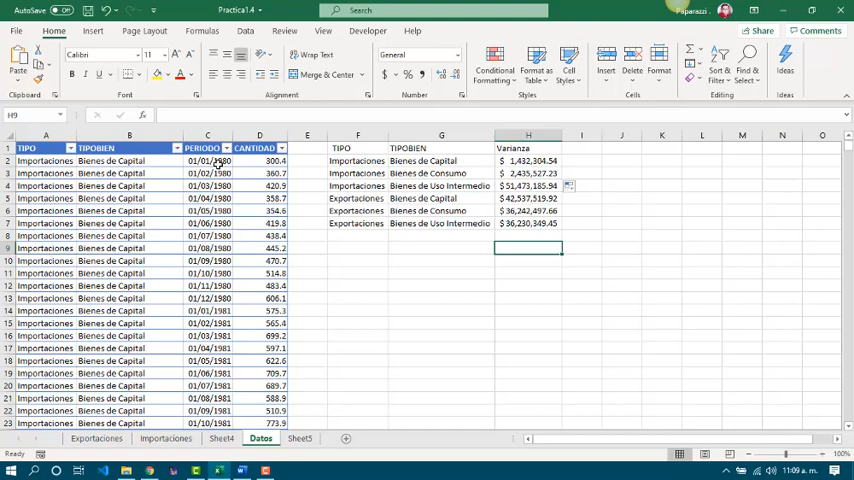 AutoSave Off Practica1.4 Search Paparazzi .
File Home Insert Page Layout Formulas Data Review View Developer Help Share Comments
Paste Calibri 11 A A Wrap Text General Conditional Formatting Format as Table Cell Styles Insert Delete Format Sort & Filter Find & Select Ideas
B I U A Merge & Center $ %
Clipboard Font Alignment Number Styles Cells Editing Ideas
H9 fx
A B C D E F G H I J K L M N O
1 TIPO TIPOBIEN PERIODO CANTIDAD TIPO TIPOBIEN Varianza
2 Importaciones Bienes de Capital 01/01/1980 300.4 Importaciones Bienes de Capital $ 1,432,304.54
3 Importaciones Bienes de Capital 01/02/1980 360.7 Importaciones Bienes de Consumo $ 2,435,527.23
4 Importaciones Bienes de Capital 01/03/1980 420.9 Importaciones Bienes de Uso Intermedio $ 51,473,185.94
5 Importaciones Bienes de Capital 01/04/1980 358.7 Exportaciones Bienes de Capital $ 42,537,519.92
6 Importaciones Bienes de Capital 01/05/1980 354.6 Exportaciones Bienes de Consumo $ 36,242,497.66
7 Importaciones Bienes de Capital 01/06/1980 419.8 Exportaciones Bienes de Uso Intermedio $ 36,230,349.45
8 Importaciones Bienes de Capital 01/07/1980 438.4
9 Importaciones Bienes de Capital 01/08/1980 445.2
10 Importaciones Bienes de Capital 01/09/1980 470.7
11 Importaciones Bienes de Capital 01/10/1980 514.8
12 Importaciones Bienes de Capital 01/11/1980 483.4
13 Importaciones Bienes de Capital 01/12/1980 606.1
14 Importaciones Bienes de Capital 01/01/1981 575.3
15 Importaciones Bienes de Capital 01/02/1981 565.4
16 Importaciones Bienes de Capital 01/03/1981 699.2
17 Importaciones Bienes de Capital 01/04/1981 597.1
18 Importaciones Bienes de Capital 01/05/1981 622.6
19 Importaciones Bienes de Capital 01/06/1981 709.7
20 Importaciones Bienes de Capital 01/07/1981 689.7
21 Importaciones Bienes de Capital 01/08/1981 588.9
22 Importaciones Bienes de Capital 01/09/1981 510.9
23 Importaciones Bienes de Capital 01/10/1981 773.9
Exportaciones Importaciones Sheet4 Datos Sheet5
Ready 100%
11:09 a. m.